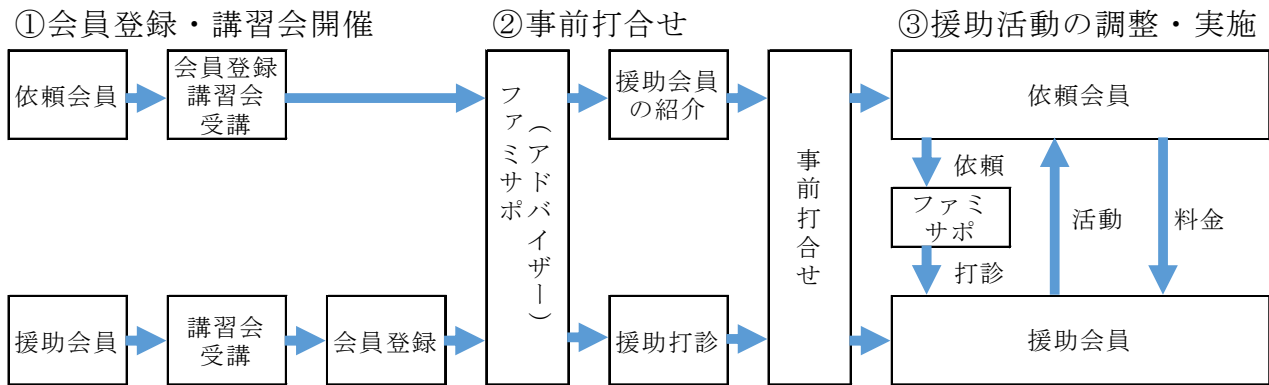 ①会員登録・講習会開催
②事前打合せ
③援助活動の調整・実施
依頼会員
会員登録
講習会
受講
ファミサポ
（アドバイザー）
援助会員
の紹介
事前打合せ
依頼会員
依頼
ファミ
サポ
打診
活動
料金
援助会員
講習会
受講
会員登録
援助打診
援助会員